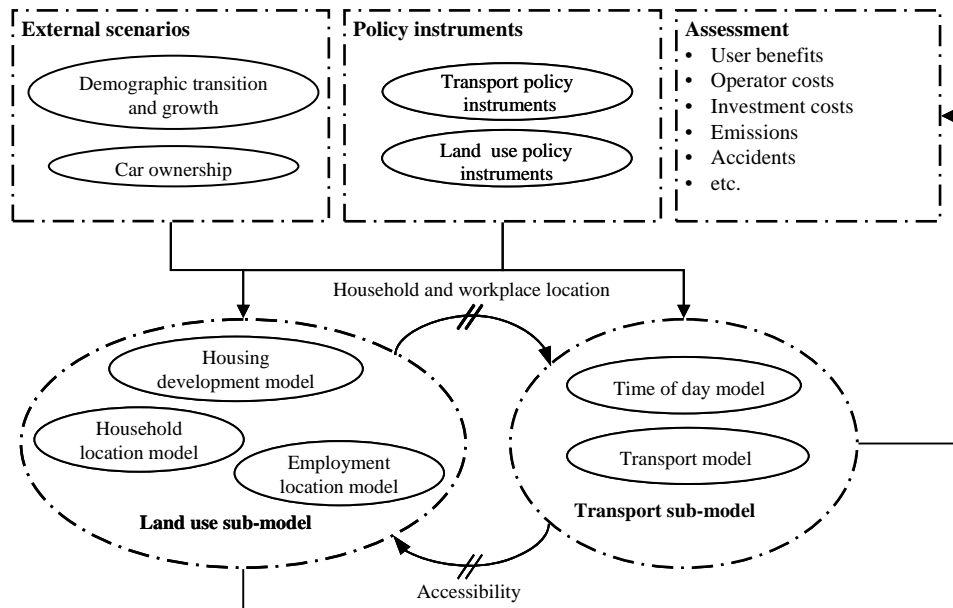 External scenarios
Demographic transition
and growth
Car ownership
Policy instruments
Transport policy
instruments
Land use policy
instruments
Assessment
• User benefits
• Operator costs
• Investment costs
• Emissions
• Accidents
• etc.
Household and workplace location
Housing
development model
Household
location model
Employment
location model
Land use sub-model
Time of day model
Transport model
Transport sub-model
Accessibility